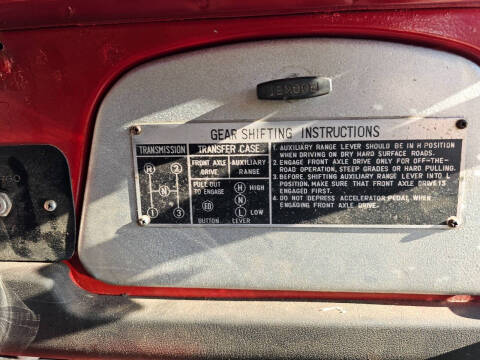 GEAR SHIFTING INSTRUCTIONS
TRANSMISSION
R 2
N
1 3
TRANSFER CASE
FRONT AXLE DRIVE
PULL OUT TO ENGAGE
FD
BUTTON
AUXILIARY RANGE
H HIGH
N
L LOW
LEVER
1. AUXILIARY RANGE LEVER SHOULD BE IN H POSITION
WHEN DRIVING ON DRY HARD SURFACE ROADS.
2. ENGAGE FRONT AXLE DRIVE ONLY FOR OFF-THE-
ROAD OPERATION, STEEP GRADES OR HARD PULLING.
3. BEFORE SHIFTING AUXILIARY RANGE LEVER INTO L
POSITION, MAKE SURE THAT FRONT AXLE DRIVE IS
ENGAGED FIRST.
4. DO NOT DEPRESS ACCELERATOR PEDAL WHEN
ENGAGING FRONT AXLE DRIVE.